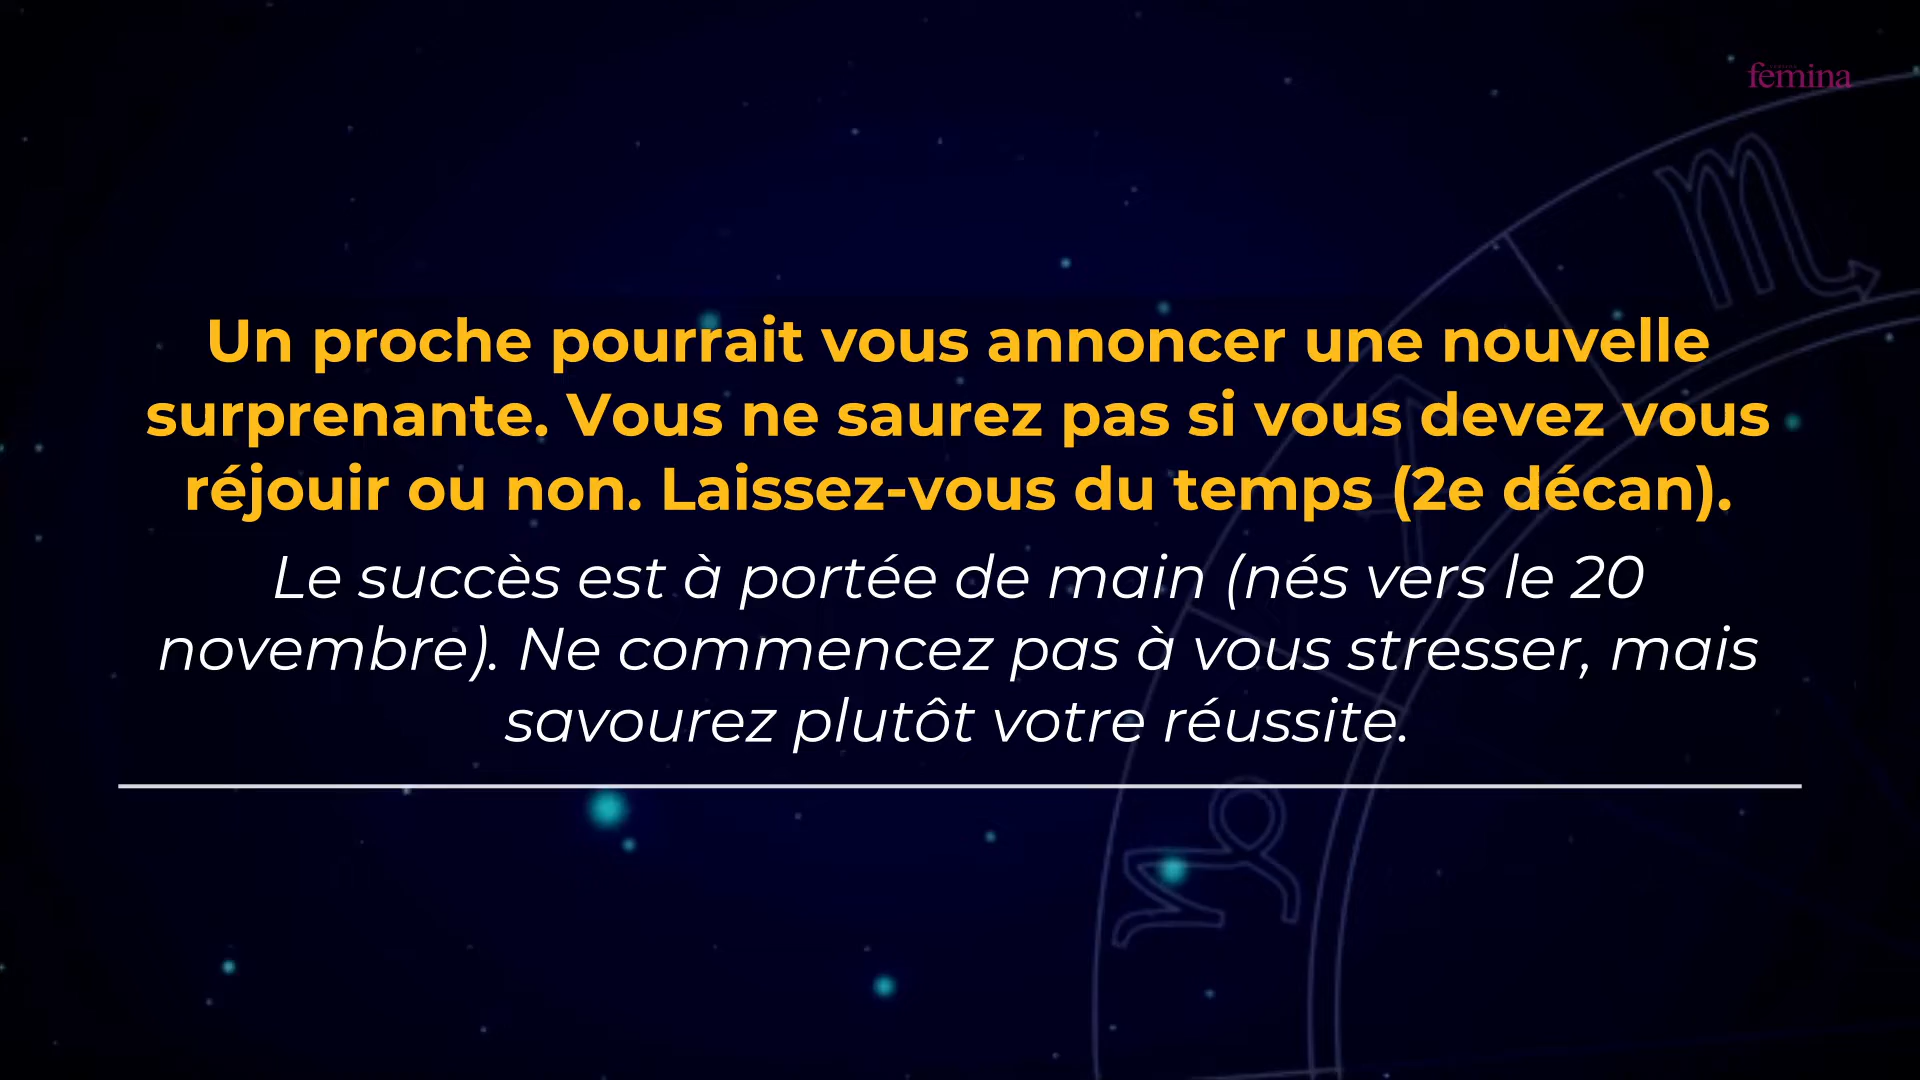 femina
Un proche pourrait vous annoncer une nouvelle
surprenante. Vous ne saurez pas si vous devez vous
réjouir ou non. Laissez-vous du temps (2e décan).
Le succès est à portée de main (nés vers le 20
novembre). Ne commencez pas à vous stresser, mais
savourez plutôt votre réussite.